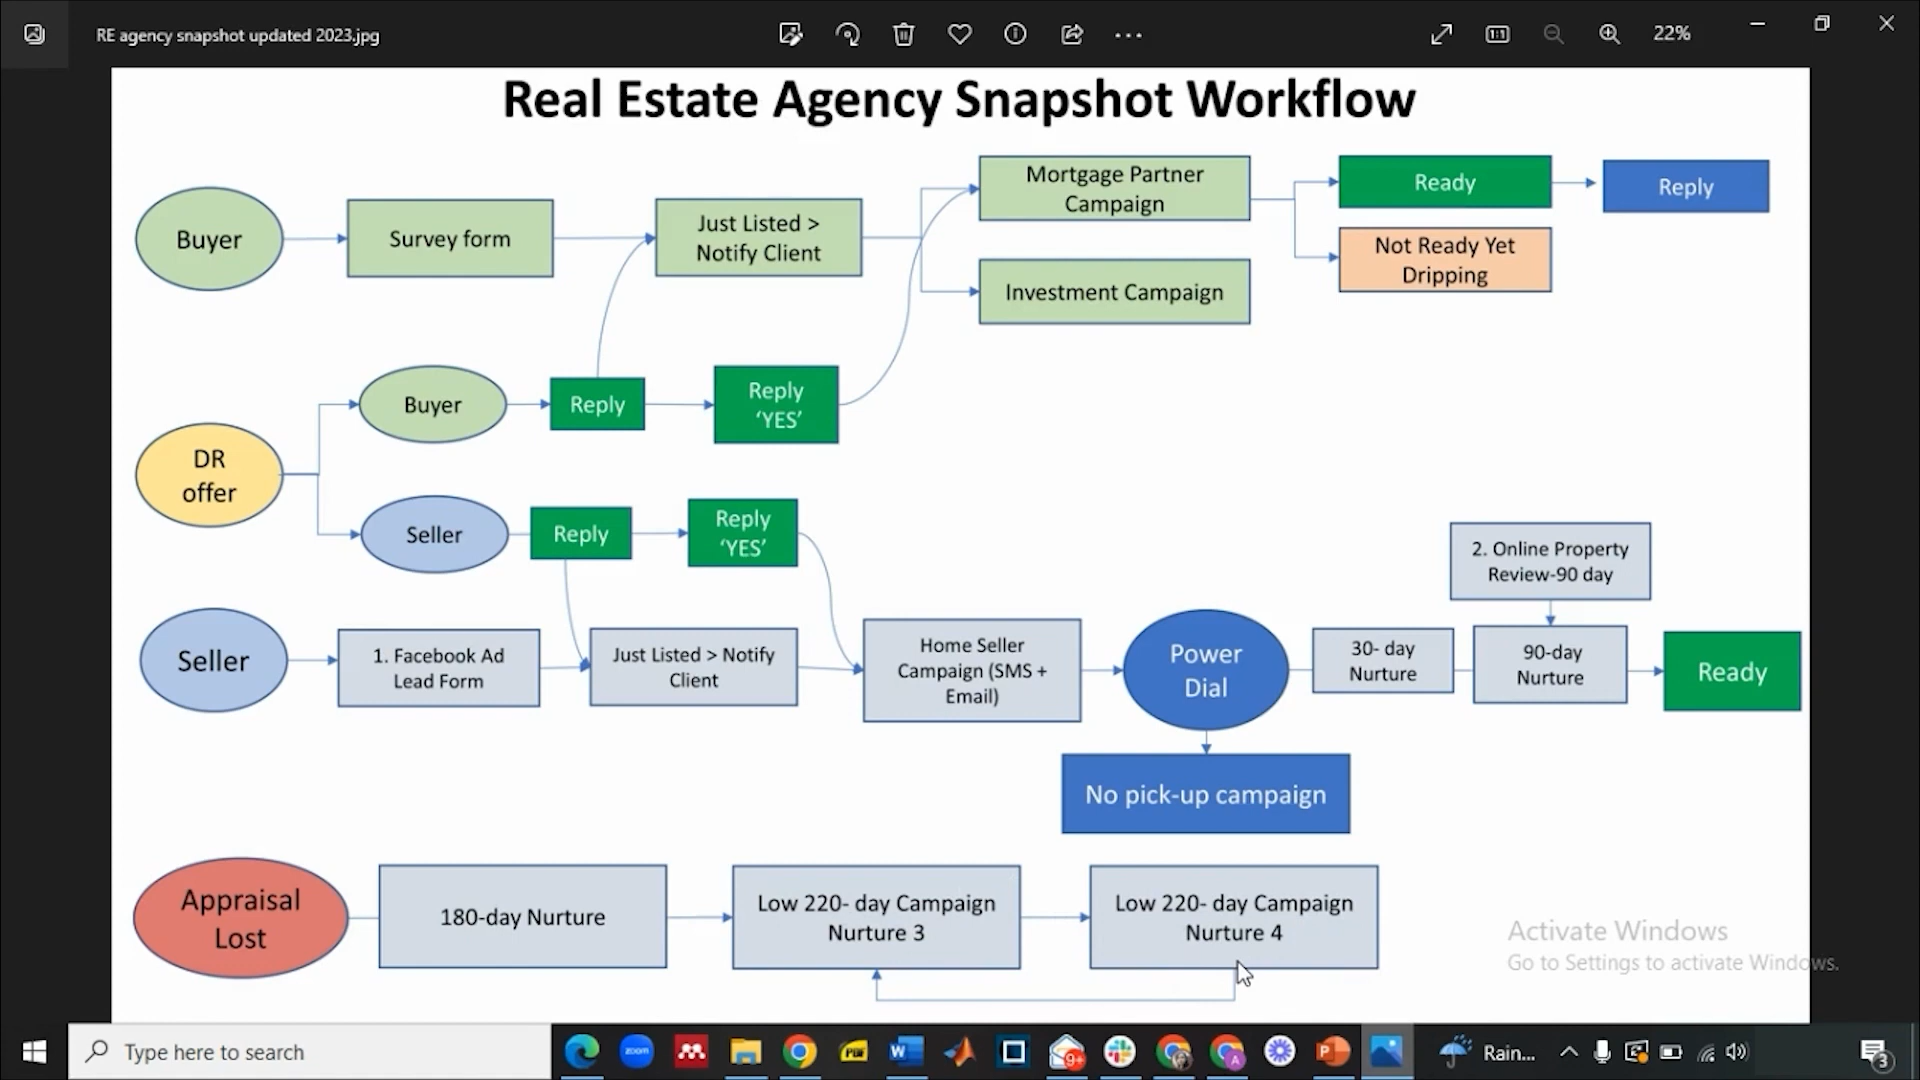 RE agency snapshot updated 2023.jpg
22%
Real Estate Agency Snapshot Workflow
Buyer
Survey form
Just Listed >
Notify Client
Mortgage Partner
Campaign
Investment Campaign
Ready
Reply
Not Ready Yet
Dripping
DR
offer
Buyer
Reply
Reply
‘YES’
Seller
Reply
Reply
‘YES’
Seller
1. Facebook Ad
Lead Form
Just Listed > Notify
Client
Home Seller
Campaign (SMS +
Email)
Power
Dial
30- day
Nurture
2. Online Property
Review-90 day
90-day
Nurture
Ready
No pick-up campaign
Appraisal
Lost
180-day Nurture
Low 220- day Campaign
Nurture 3
Low 220- day Campaign
Nurture 4
Activate Windows
Go to Settings to activate Windows.
Type here to search
zoom
PDF
W
9+
A
P
Rain...
3